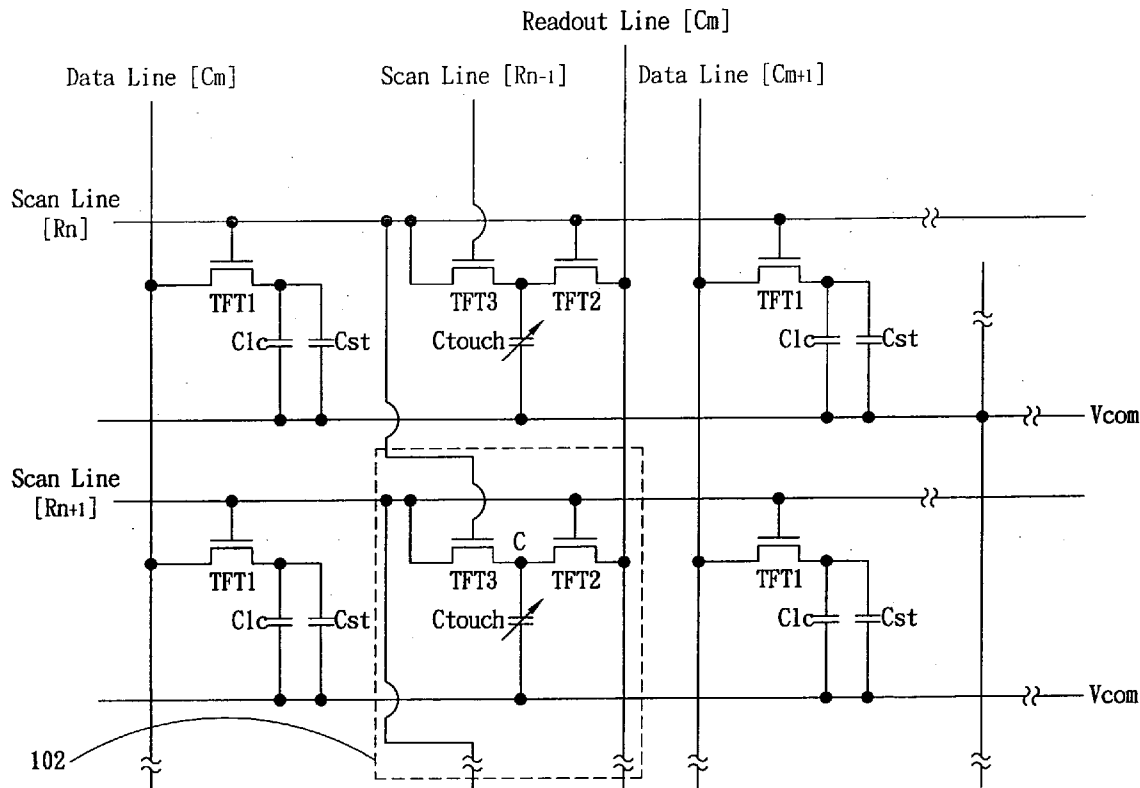 Readout Line [Cm]
Data Line [Cm]
Scan Line [Rn-1]
Data Line [Cm+1]
Scan Line
[Rn]
TFT1
TFT3
TFT2
TFT1
Clc
Cst
Ctouch
Clc
Cst
Vcom
Scan Line
[Rn+1]
C
TFT1
TFT3
TFT2
TFT1
Clc
Cst
Ctouch
Clc
Cst
Vcom
102